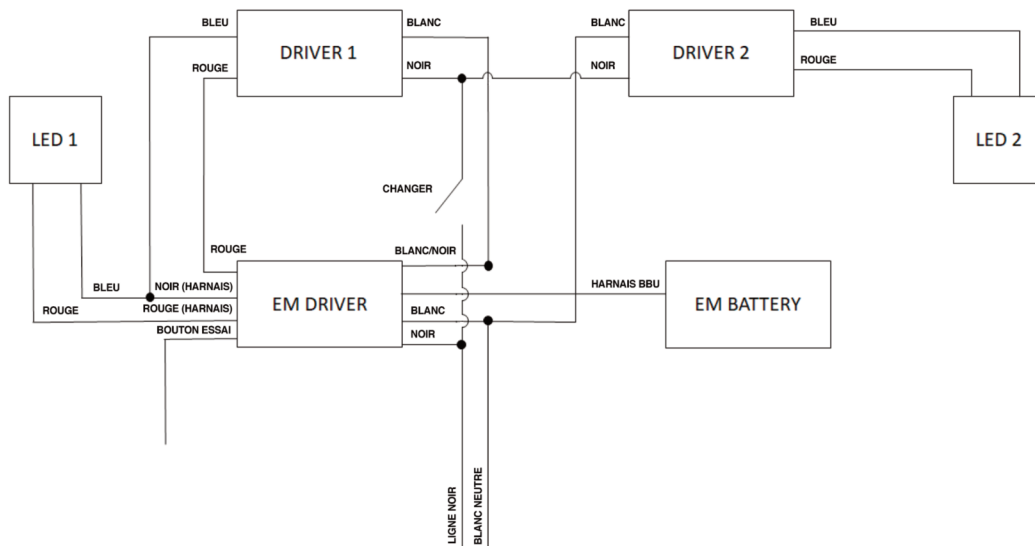 BLEU
DRIVER 1
BLANC
ROUGE
NOIR
BLANC
DRIVER 2
BLEU
NOIR
ROUGE
LED 1
LED 2
CHANGER
ROUGE
BLANC/NOIR
BLEU
NOIR (HARNAIS)
EM DRIVER
HARNAIS BBU
EM BATTERY
ROUGE
ROUGE (HARNAIS)
BLANC
BOUTON ESSAI
NOIR
LIGNE NOIR
BLANC NEUTRE